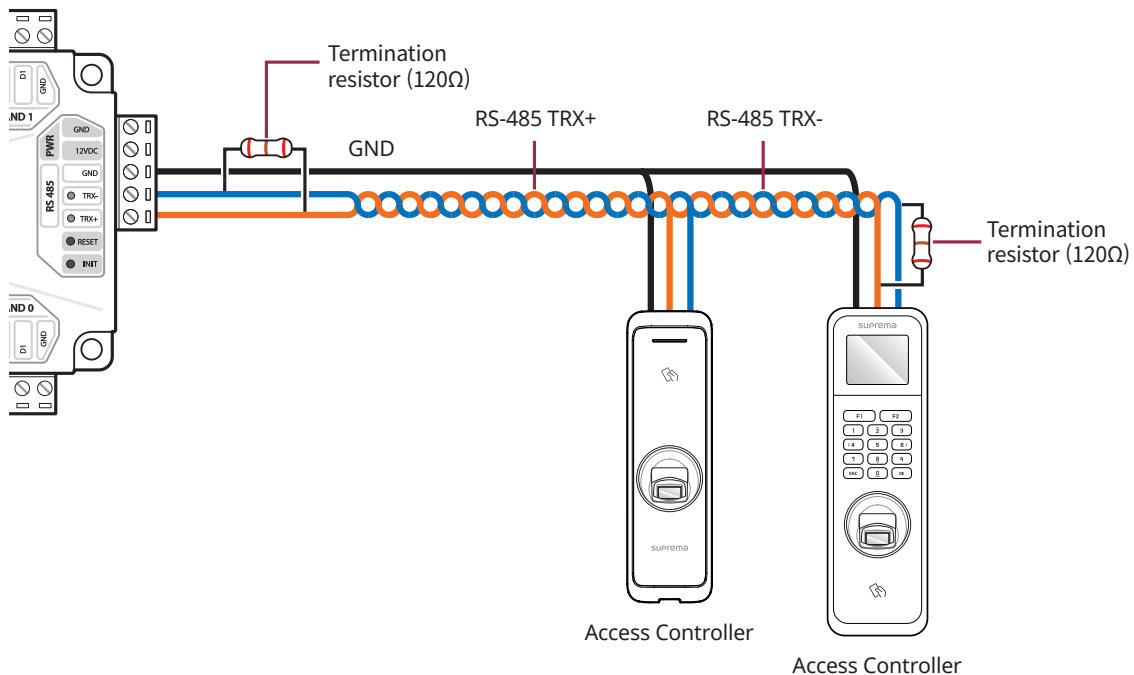 D1
GND
AND 1
PWR
GND
12VDC
RS 485
GND
TRX-
TRX+
RESET
INIT
AND 0
D1
GND
Termination
resistor (120Ω)
GND
RS-485 TRX+
RS-485 TRX-
Termination
resistor (120Ω)
suprema
Access Controller
suprema
F1 F2
1 2 3
‹4 5 6›
7 8 9
ESC 0 OK
Access Controller